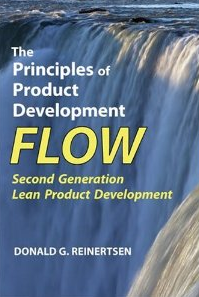 The
Principles of
Product
Development
FLOW
Second Generation
Lean Product Development
DONALD G. REINERTSEN